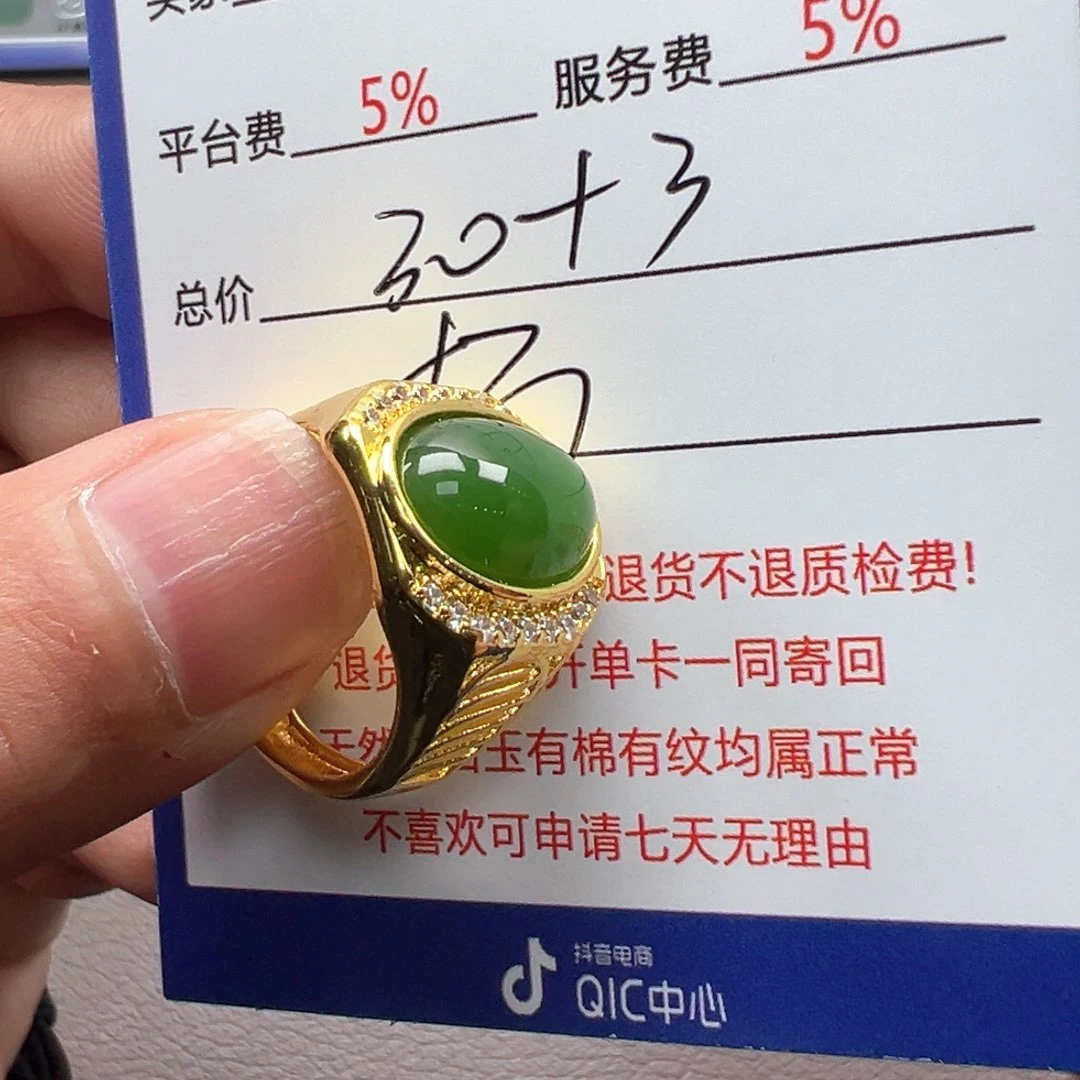 平台费 5% 服务费 5%
总价 30+3
退货不退质检费!
退货 开单卡一同寄回
玉有棉有纹均属正常
不喜欢可申请七天无理由
抖音电商
QIC中心